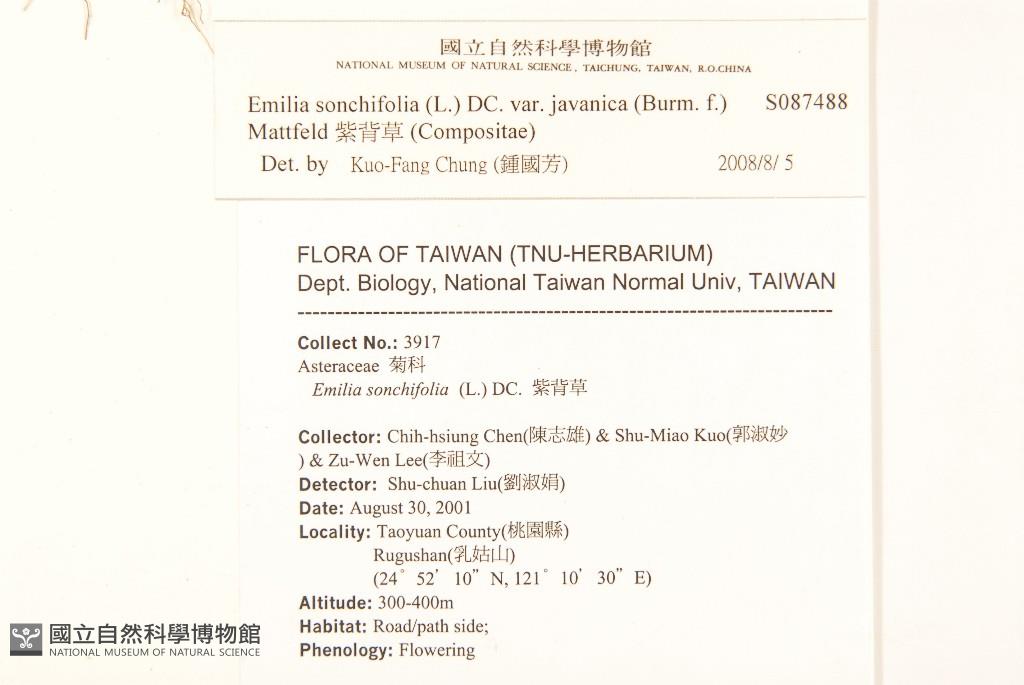 國立自然科學博物館
NATIONAL MUSEUM OF NATURAL SCIENCE, TAICHUNG, TAIWAN, R.O.CHINA
Emilia sonchifolia (L.) DC. var. javanica (Burm. f.) S087488
Mattfeld 紫背草 (Compositae)
Det. by Kuo-Fang Chung (鍾國芳) 2008/8/ 5
FLORA OF TAIWAN (TNU-HERBARIUM)
Dept. Biology, National Taiwan Normal Univ, TAIWAN
------------------------------------------------------------------------
Collect No.: 3917
Asteraceae 菊科
Emilia sonchifolia (L.) DC. 紫背草
Collector: Chih-hsiung Chen(陳志雄) & Shu-Miao Kuo(郭淑妙
) & Zu-Wen Lee(李祖文)
Detector: Shu-chuan Liu(劉淑娟)
Date: August 30, 2001
Locality: Taoyuan County(桃園縣)
Rugushan(乳姑山)
(24° 52' 10" N, 121° 10' 30" E)
Altitude: 300-400m
Habitat: Road/path side;
Phenology: Flowering
國立自然科學博物館
NATIONAL MUSEUM OF NATURAL SCIENCE